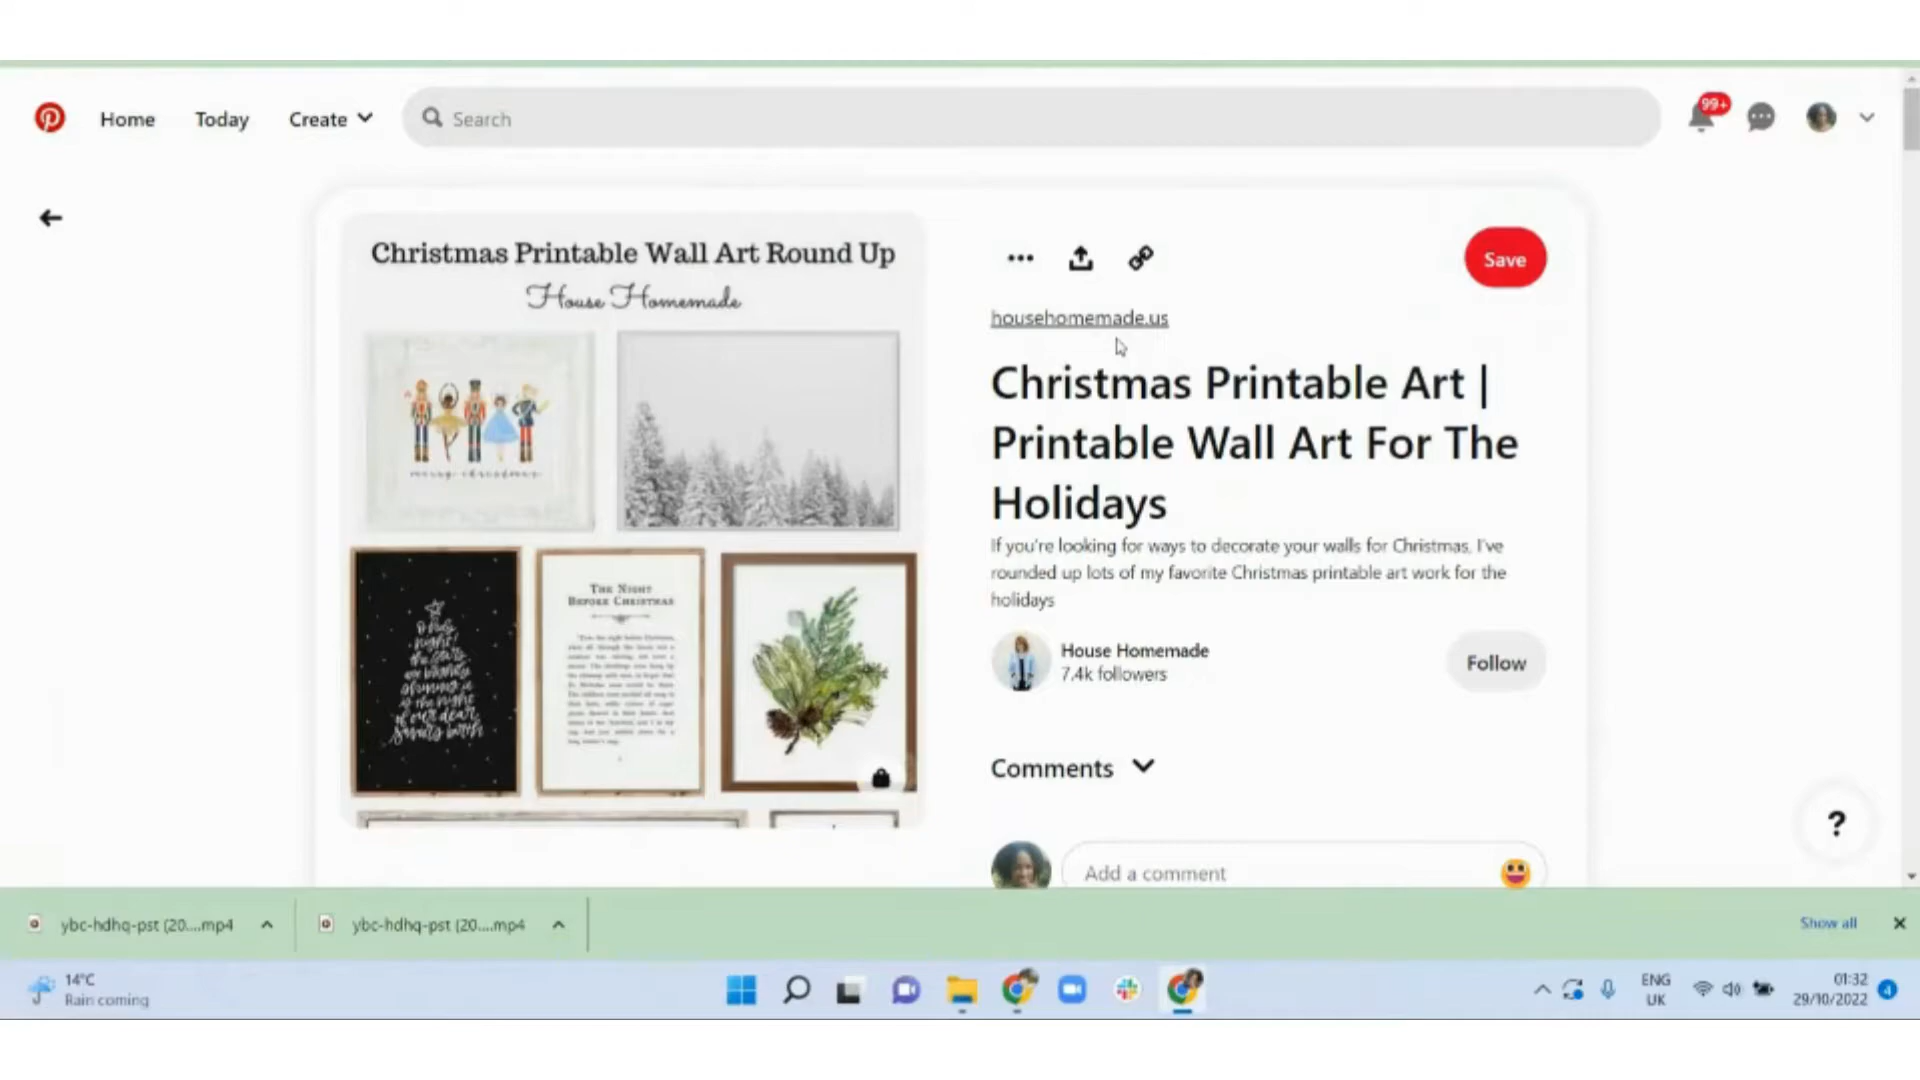 Home
Today
Create
Search
99+
Christmas Printable Wall Art Round Up
House Homemade
merry christmas
THE NIGHT
BEFORE CHRISTMAS
Save
househomemade.us
Christmas Printable Art |
Printable Wall Art For The
Holidays
If you're looking for ways to decorate your walls for Christmas, I've
rounded up lots of my favorite Christmas printable art work for the
holidays
House Homemade
7.4k followers
Follow
Comments
Add a comment
?
ybc-hdhq-pst (20....mp4
ybc-hdhq-pst (20....mp4
Show all
14°C
Rain coming
ENG
UK
01:32
29/10/2022
4